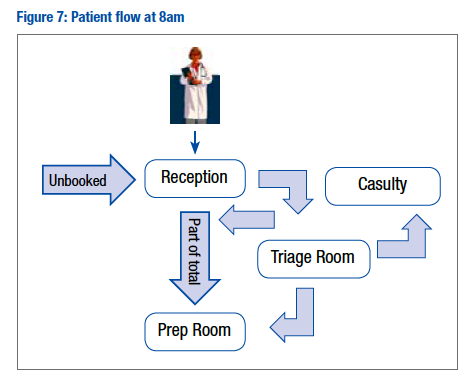 Figure 7: Patient flow at 8am
Unbooked
Reception
Casulty
Part of total
Triage Room
Prep Room